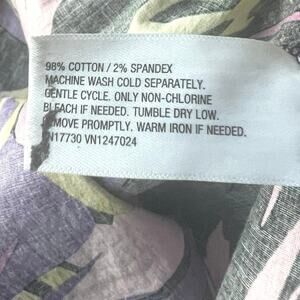 98% COTTON / 2% SPANDEX
MACHINE WASH COLD SEPARATELY.
GENTLE CYCLE. ONLY NON-CHLORINE
BLEACH IF NEEDED. TUMBLE DRY LOW.
REMOVE PROMPTLY. WARM IRON IF NEEDED.
VN1247024